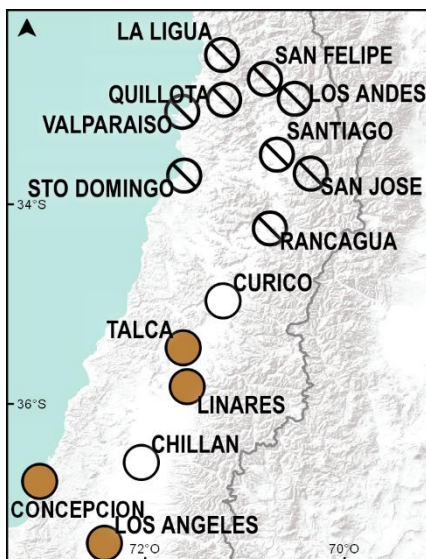 LA LIGUA
SAN FELIPE
QUILLOTA
LOS ANDES
VALPARAISO
SANTIAGO
STO DOMINGO
SAN JOSE
34°S
RANCAGUA
CURICO
TALCA
36°S
LINARES
CHILLAN
CONCEPCION
LOS ANGELES
72°O
70°O